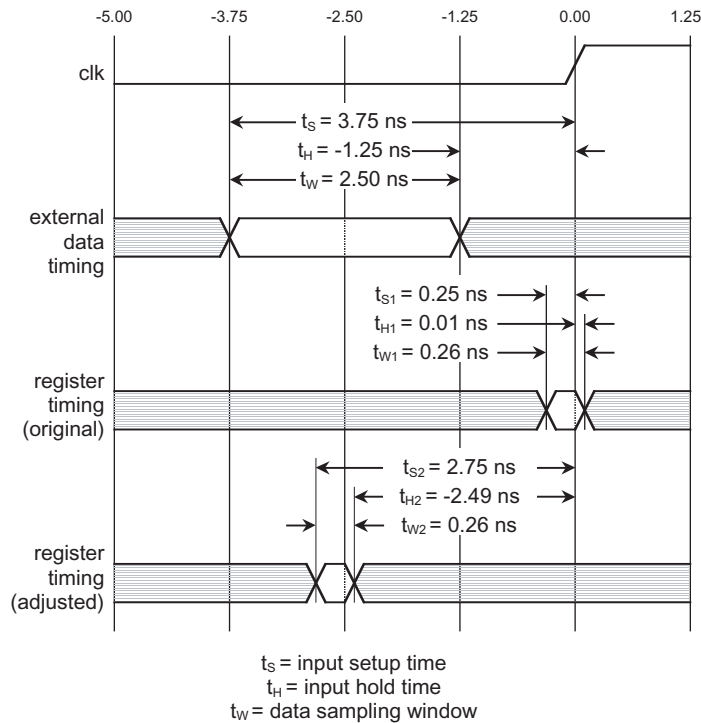 -5.00 -3.75 -2.50 -1.25 0.00 1.25
clk
tS = 3.75 ns
tH = -1.25 ns
tW = 2.50 ns
external
data
timing
tS1 = 0.25 ns
tH1 = 0.01 ns
tW1 = 0.26 ns
register
timing
(original)
tS2 = 2.75 ns
tH2 = -2.49 ns
tW2 = 0.26 ns
register
timing
(adjusted)
tS = input setup time
tH = input hold time
tW = data sampling window